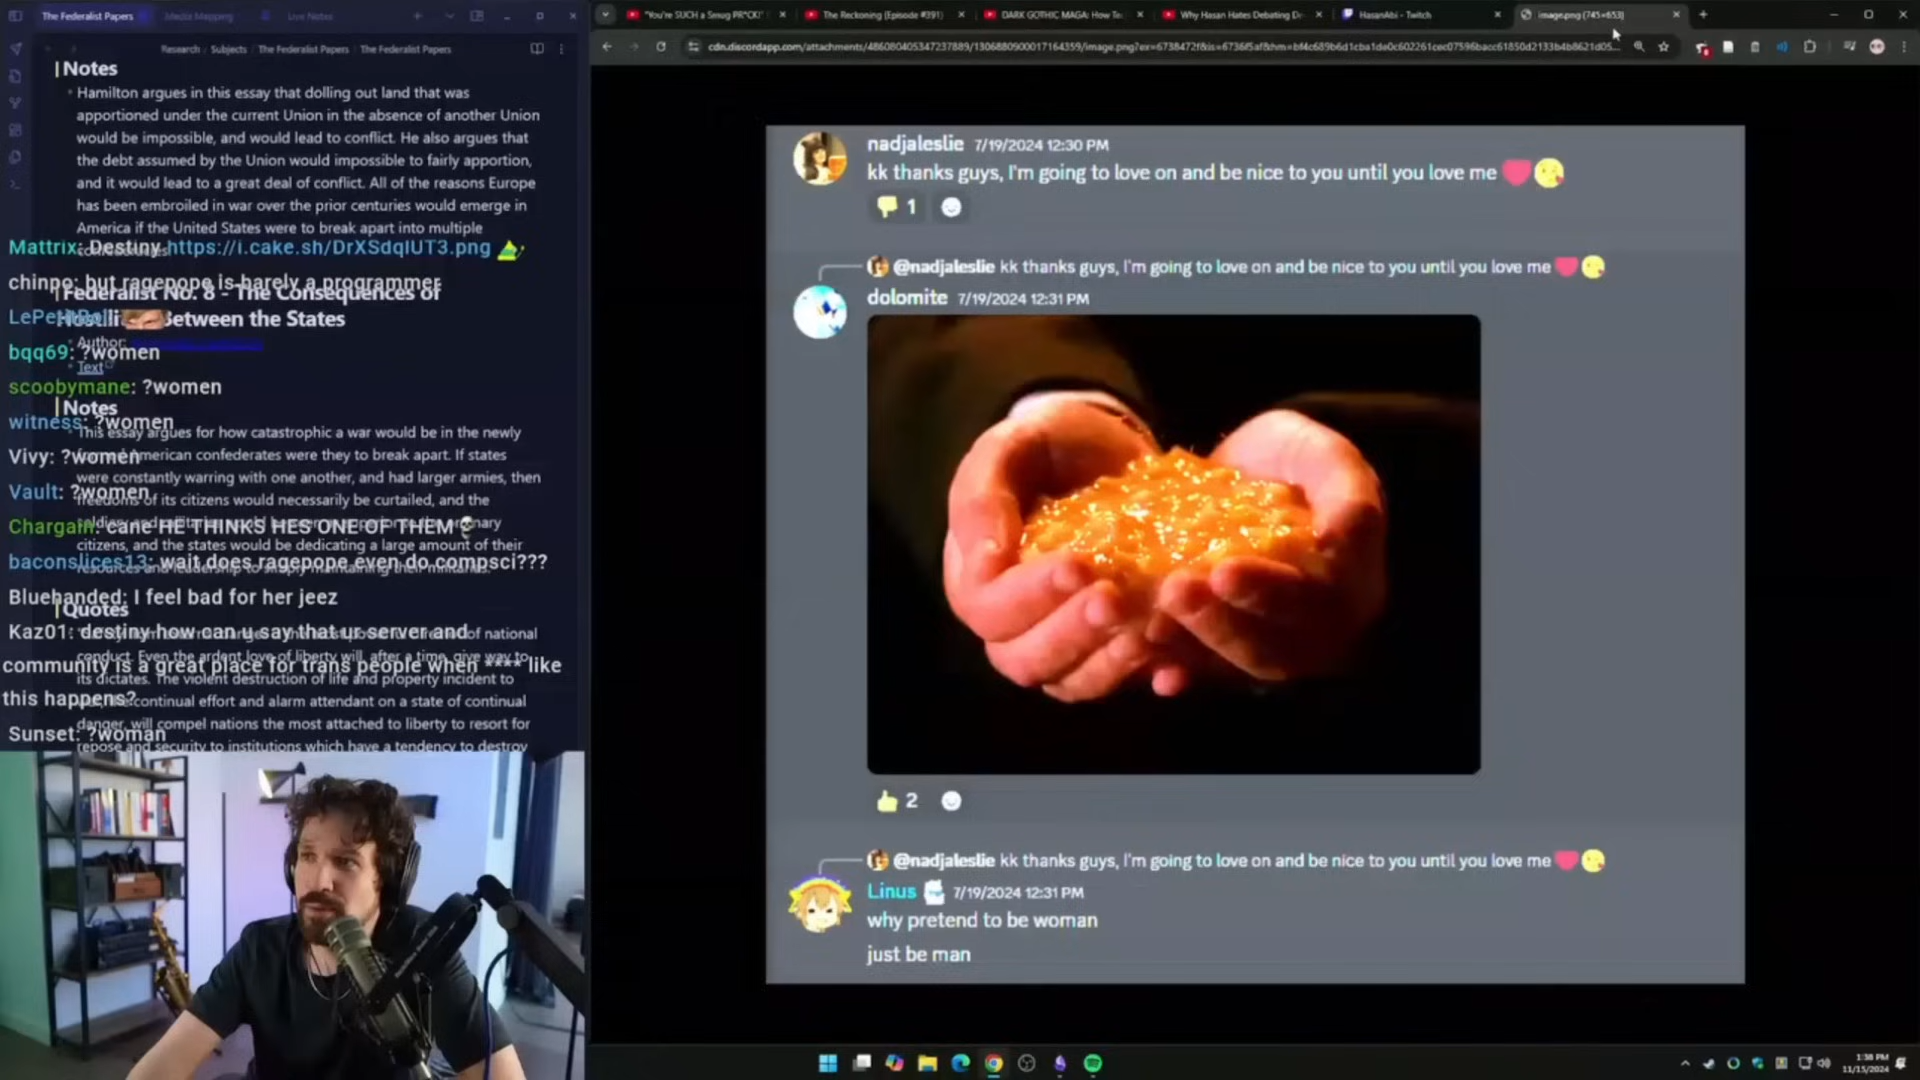 The Federalist Papers
Media Mapping
Live Notes
Research / Subjects / The Federalist Papers / The Federalist Papers
Notes
Hamilton argues in this essay that dolling out land that was
apportioned under the current Union in the absence of another Union
would be impossible, and would lead to conflict. He also argues that
the debt assumed by the Union would impossible to fairly apportion,
and it would lead to a great deal of conflict. All of the reasons Europe
has been embroiled in war over the prior centuries would emerge in
America if the United States were to break apart into multiple
Mattrix: Destiny https://i.cake.sh/DrXSdqlUT3.png
chinpo: but ragepope is barely a programmer
Federalist No. 8 - The Consequences of
Between the States
Author:
bqq69: ?women
Text
scoobymane: ?women
Notes
witness: ?women
This essay argues for how catastrophic a war would be in the newly
American confederates were they to break apart. If states
Vivy: ?women
were constantly warring with one another, and had larger armies, then
Vault: ?women
freedoms of its citizens would necessarily be curtailed, and the
Chargain: cane HE THINKS HES ONE OF THEM
citizens, and the states would be dedicating a large amount of their
baconslices13: wait does ragepope even do compsci???
Bluehanded: I feel bad for her jeez
Quotes
Kaz01: destiny how can u say that ur server and
of national
conduct. Even the ardent love of liberty will, after a time, give way to
community is a great place for trans people when **** like
its dictates. The violent destruction of life and property incident to
this happens?
continual effort and alarm attendant on a state of continual
danger, will compel nations the most attached to liberty to resort for
Sunset: ?woman
repose and security to institutions which have a tendency to destroy
"You're SUCH a Smug PR*CK!"
The Reckoning (Episode #391)
DARK GOTHIC MAGA: How Te
Why Hasan Hates Debating De
HasanAbi - Twitch
image.png (745×653)
nadjaleslie 7/19/2024 12:30 PM
kk thanks guys, I'm going to love on and be nice to you until you love me
1
@nadjaleslie kk thanks guys, I'm going to love on and be nice to you until you love me
dolomite 7/19/2024 12:31 PM
2
@nadjaleslie kk thanks guys, I'm going to love on and be nice to you until you love me
Linus 7/19/2024 12:31 PM
why pretend to be woman
just be man
1:38 PM
11/15/2024